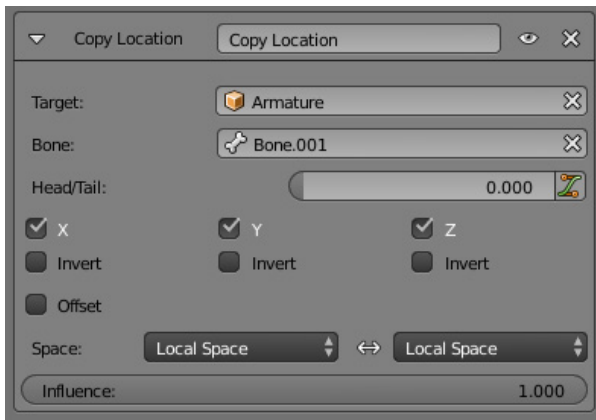 Copy Location Copy Location
Target: Armature
Bone: Bone.001
Head/Tail: 0.000
X Y Z
Invert Invert Invert
Offset
Space: Local Space Local Space
Influence: 1.000